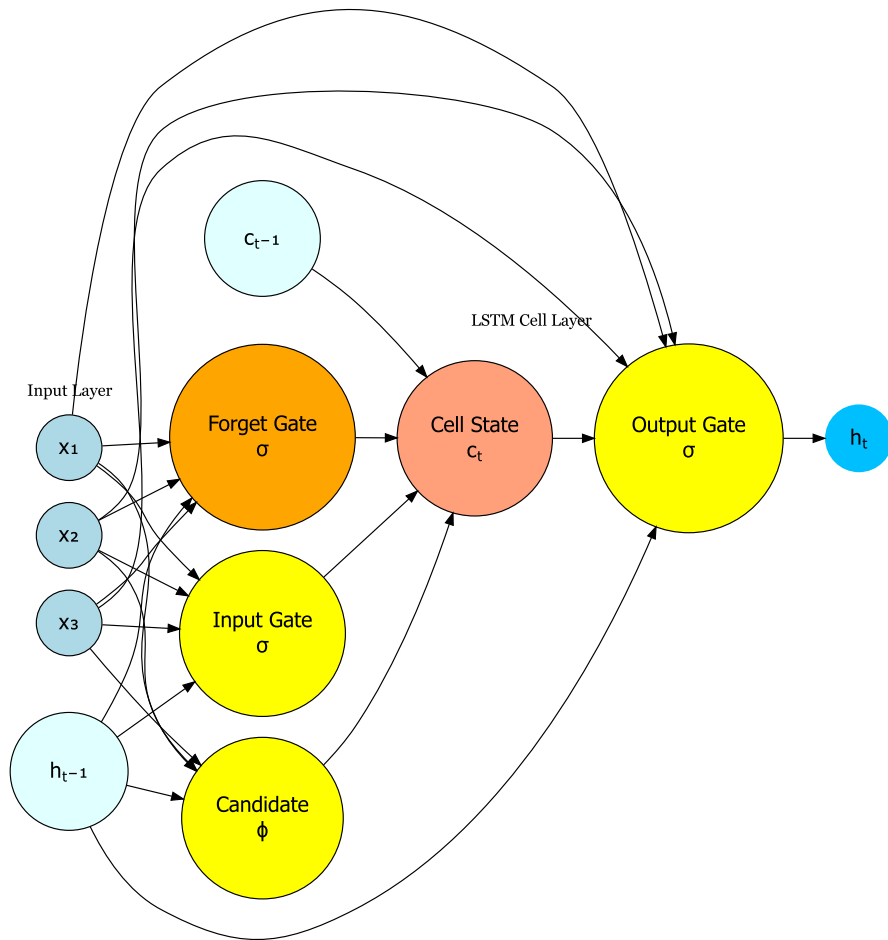 cₜ₋₁
LSTM Cell Layer
Input Layer
x₁
Forget Gate
σ
Cell State
cₜ
Output Gate
σ
hₜ
x₂
x₃
Input Gate
σ
hₜ₋₁
Candidate
ϕ